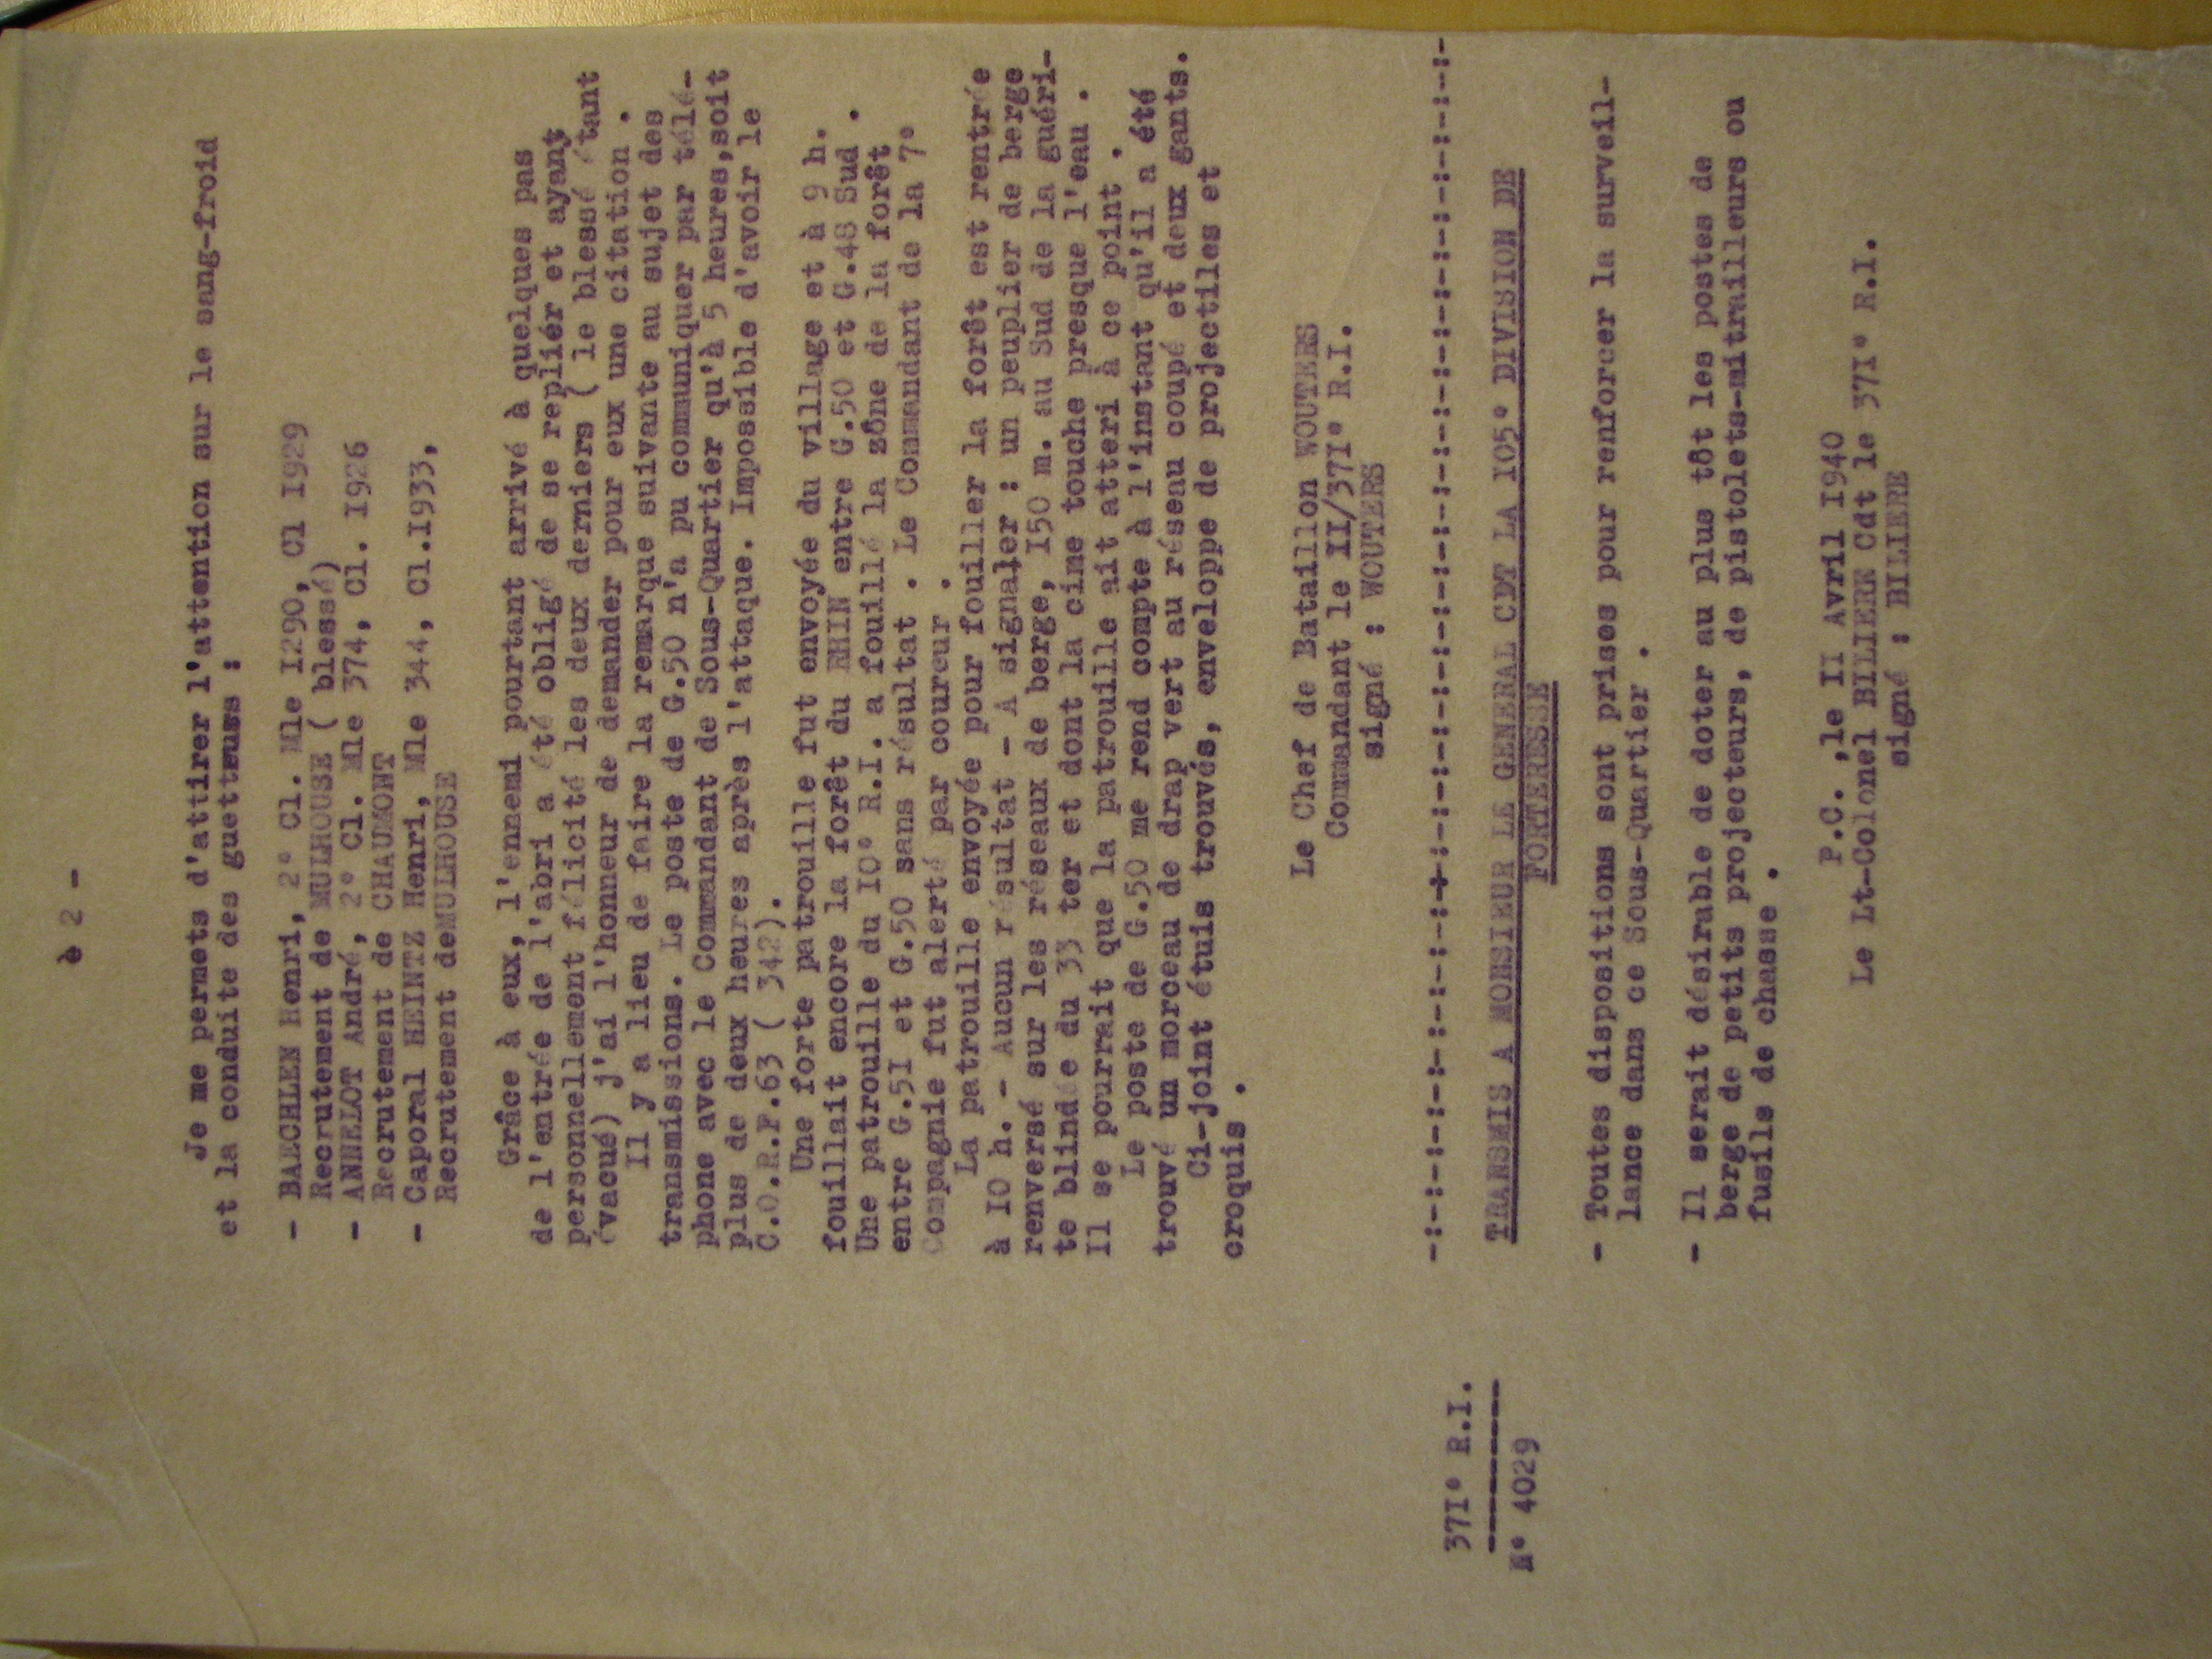 è 2 -
Je me permets d'attirer l'attention sur le sang-froid
et la conduite des guetteurs :
- BAECHLEN Henri, 2° Cl. Mle I290, Cl I929
Recrutement de MULHOUSE ( blessé)
- ANNELOT André, 2° Cl. Mle 374, Cl. I926
Recrutement de CHAUMONT
- Caporal HEINTZ Henri, Mle 344, Cl.I933,
Recrutement deMULHOUSE
Grâce à eux, l'ennemi pourtant arrivé à quelques pas
de l'entrée de l'abri a été obligé de se repliér et ayant
personnellement félicité les deux derniers ( le blessé étant
évacué) j'ai l'honneur de demander pour eux une citation .
Il y a lieu de faire la remarque suivante au sujet des
transmissions. Le poste de G.50 n'a pu communiquer par télé-
phone avec le Commandant de Sous-Quartier qu'à 5 heures,soit
plus de deux heures après l'attaque. Impossible d'avoir le
C.O.R.F.63 ( 342).
Une forte patrouille fut envoyée du village et à 9 h.
fouillait encore la forêt du RHIN entre G.50 et G.48 Sud .
Une patrouille du I0° R.I. a fouillé la zône de la forêt
entre G.5I et G.50 sans résultat . Le Commandant de la 7°
Compagnie fut alerté par coureur .
La patrouille envoyée pour fouiller la forêt est rentrée
à I0 h. - Aucun résultat - A signaler : un peuplier de berge
renversé sur les réseaux de berge, I50 m. au Sud de la guéri-
te blindée du 33 ter et dont la cime touche presque l'eau .
Il se pourrait que la patrouille ait atteri à ce point .
Le poste de G.50 me rend compte à l'instant qu'il a été
trouvé un morceau de drap vert au réseau coupé et deux gants.
Ci-joint étuis trouvés, enveloppe de projectiles et
croquis .
Le Chef de Bataillon WOUTERS
Commandant le II/37I° R.I.
signé : WOUTERS
-:-:-:-:-:-:-:-:-:-:-:-+-:-:-:-:-:-:-:-:-:-:-:-:-:-:-:-:-:-
37I° R.I.
----------
N° 4029
TRANSMIS A MONSIEUR LE GENERAL CDT LA I05° DIVISION DE
FORTERESSE
- Toutes dispositions sont prises pour renforcer la surveil-
lance dans ce Sous-Quartier .
- Il serait désirable de doter au plus tôt les postes de
berge de petits projecteurs, de pistolets-mitrailleurs ou
fusils de chasse .
P.C. ,le II Avril I940
Le Lt-Colonel BILIERE Cdt le 37I° R.I.
signé : BILIERE